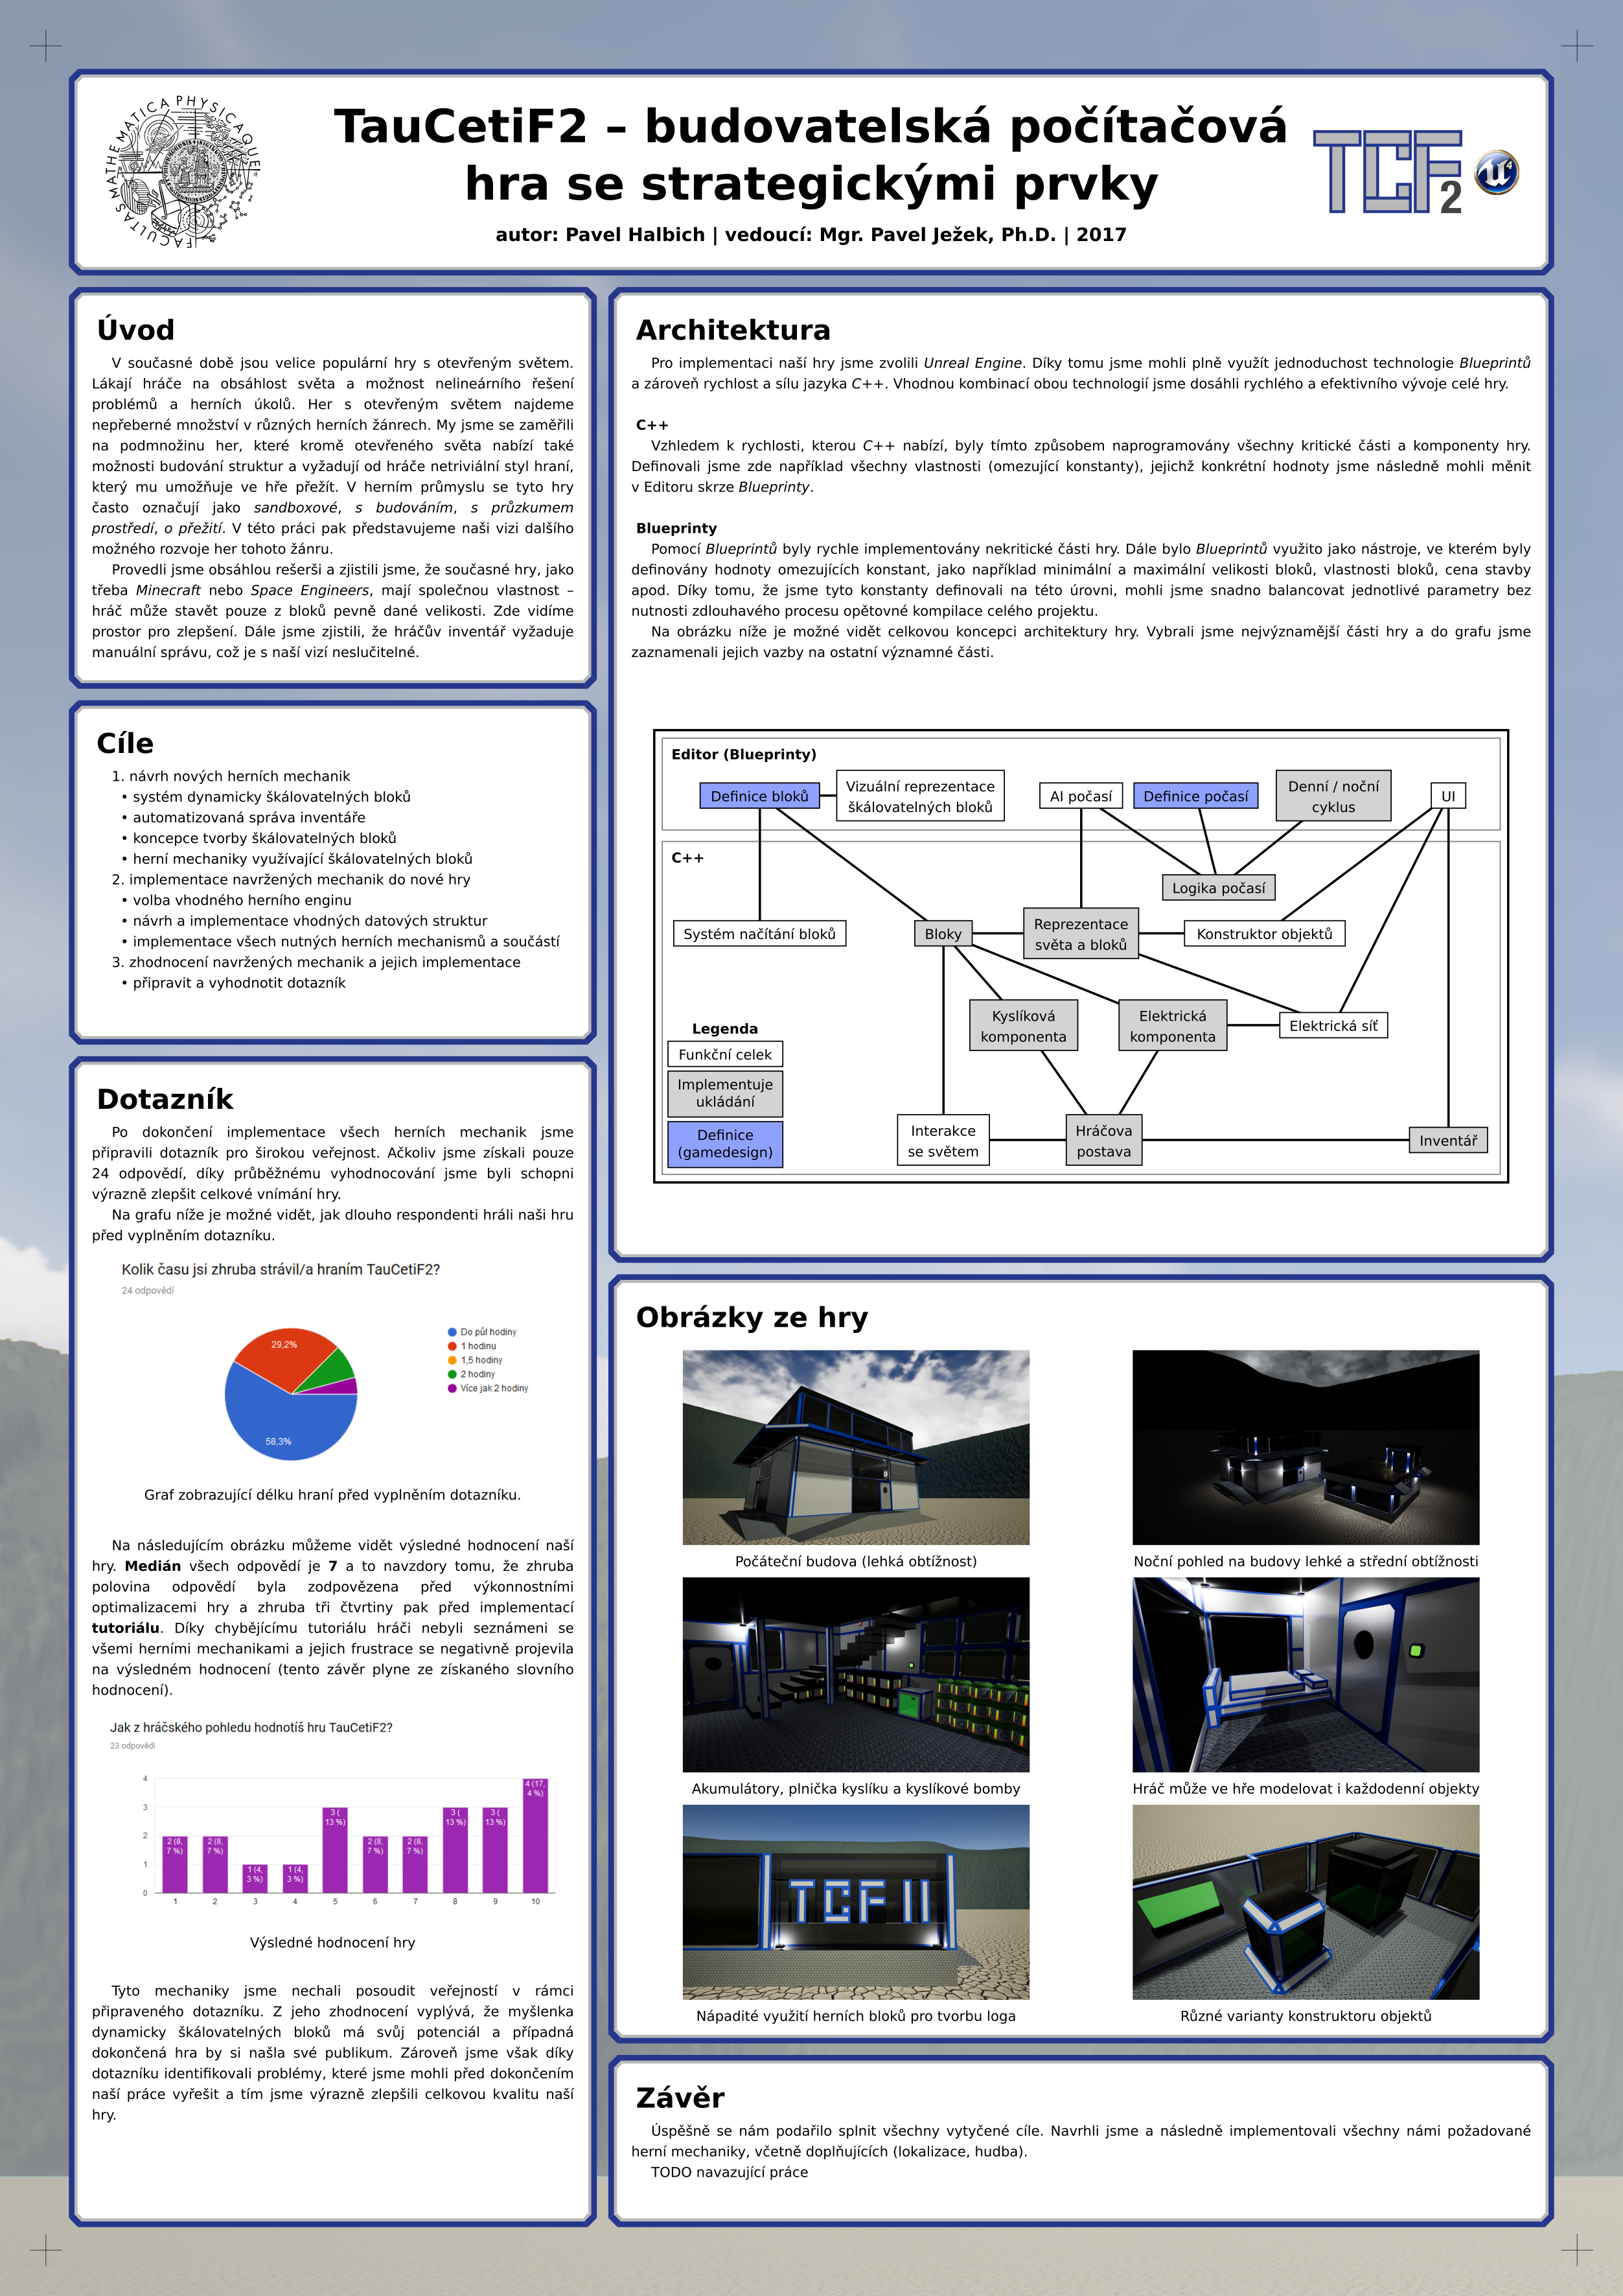 MATHEMATICA PHYSICAQUE FACULTAS
TauCetiF2 – budovatelská počítačová
hra se strategickými prvky
autor: Pavel Halbich | vedoucí: Mgr. Pavel Ježek, Ph.D. | 2017
TCF2
Úvod
V současné době jsou velice populární hry s otevřeným světem.
Lákají hráče na obsáhlost světa a možnost nelineárního řešení
problémů a herních úkolů. Her s otevřeným světem najdeme
nepřeberné množství v různých herních žánrech. My jsme se zaměřili
na podmnožinu her, které kromě otevřeného světa nabízí také
možnosti budování struktur a vyžadují od hráče netriviální styl hraní,
který mu umožňuje ve hře přežít. V herním průmyslu se tyto hry
často označují jako sandboxové, s budováním, s průzkumem
prostředí, o přežití. V této práci pak představujeme naši vizi dalšího
možného rozvoje her tohoto žánru.
Provedli jsme obsáhlou rešerši a zjistili jsme, že současné hry, jako
třeba Minecraft nebo Space Engineers, mají společnou vlastnost –
hráč může stavět pouze z bloků pevně dané velikosti. Zde vidíme
prostor pro zlepšení. Dále jsme zjistili, že hráčův inventář vyžaduje
manuální správu, což je s naší vizí neslučitelné.
Cíle
1. návrh nových herních mechanik
• systém dynamicky škálovatelných bloků
• automatizovaná správa inventáře
• koncepce tvorby škálovatelných bloků
• herní mechaniky využívající škálovatelných bloků
2. implementace navržených mechanik do nové hry
• volba vhodného herního enginu
• návrh a implementace vhodných datových struktur
• implementace všech nutných herních mechanismů a součástí
3. zhodnocení navržených mechanik a jejich implementace
• připravit a vyhodnotit dotazník
Dotazník
Po dokončení implementace všech herních mechanik jsme
připravili dotazník pro širokou veřejnost. Ačkoliv jsme získali pouze
24 odpovědí, díky průběžnému vyhodnocování jsme byli schopni
výrazně zlepšit celkové vnímání hry.
Na grafu níže je možné vidět, jak dlouho respondenti hráli naši hru
před vyplněním dotazníku.
Kolik času jsi zhruba strávil/a hraním TauCetiF2?
24 odpovědí
29,2%
58,3%
Do půl hodiny
1 hodinu
1,5 hodiny
2 hodiny
Více jak 2 hodiny
Graf zobrazující délku hraní před vyplněním dotazníku.
Na následujícím obrázku můžeme vidět výsledné hodnocení naší
hry. Medián všech odpovědí je 7 a to navzdory tomu, že zhruba
polovina odpovědí byla zodpovězena před výkonnostními
optimalizacemi hry a zhruba tři čtvrtiny pak před implementací
tutoriálu. Díky chybějícímu tutoriálu hráči nebyli seznámeni se
všemi herními mechanikami a jejich frustrace se negativně projevila
na výsledném hodnocení (tento závěr plyne ze získaného slovního
hodnocení).
Jak z hráčského pohledu hodnotíš hru TauCetiF2?
23 odpovědí
4
3
2
1
0
2 (8,
7 %)
2 (8,
7 %)
1 (4,
3 %)
1 (4,
3 %)
3 (
13 %)
2 (8,
7 %)
2 (8,
7 %)
3 (
13 %)
3 (
13 %)
4 (17,
4 %)
1 2 3 4 5 6 7 8 9 10
Výsledné hodnocení hry
Tyto mechaniky jsme nechali posoudit veřejností v rámci
připraveného dotazníku. Z jeho zhodnocení vyplývá, že myšlenka
dynamicky škálovatelných bloků má svůj potenciál a případná
dokončená hra by si našla své publikum. Zároveň jsme však díky
dotazníku identifikovali problémy, které jsme mohli před dokončením
naší práce vyřešit a tím jsme výrazně zlepšili celkovou kvalitu naší
hry.
Architektura
Pro implementaci naší hry jsme zvolili Unreal Engine. Díky tomu jsme mohli plně využít jednoduchost technologie Blueprintů
a zároveň rychlost a sílu jazyka C++. Vhodnou kombinací obou technologií jsme dosáhli rychlého a efektivního vývoje celé hry.
C++
Vzhledem k rychlosti, kterou C++ nabízí, byly tímto způsobem naprogramovány všechny kritické části a komponenty hry.
Definovali jsme zde například všechny vlastnosti (omezující konstanty), jejichž konkrétní hodnoty jsme následně mohli měnit
v Editoru skrze Blueprinty.
Blueprinty
Pomocí Blueprintů byly rychle implementovány nekritické části hry. Dále bylo Blueprintů využito jako nástroje, ve kterém byly
definovány hodnoty omezujících konstant, jako například minimální a maximální velikosti bloků, vlastnosti bloků, cena stavby
apod. Díky tomu, že jsme tyto konstanty definovali na této úrovni, mohli jsme snadno balancovat jednotlivé parametry bez
nutnosti zdlouhavého procesu opětovné kompilace celého projektu.
Na obrázku níže je možné vidět celkovou koncepci architektury hry. Vybrali jsme nejvýznamější části hry a do grafu jsme
zaznamenali jejich vazby na ostatní významné části.
Editor (Blueprinty)
Definice bloků
Vizuální reprezentace
škálovatelných bloků
AI počasí
Definice počasí
Denní / noční
cyklus
UI
C++
Logika počasí
Systém načítání bloků
Bloky
Reprezentace
světa a bloků
Konstruktor objektů
Kyslíková
komponenta
Elektrická
komponenta
Elektrická síť
Legenda
Funkční celek
Implementuje
ukládání
Definice
(gamedesign)
Interakce
se světem
Hráčova
postava
Inventář
Obrázky ze hry
Počáteční budova (lehká obtížnost)
Noční pohled na budovy lehké a střední obtížnosti
Akumulátory, plnička kyslíku a kyslíkové bomby
Hráč může ve hře modelovat i každodenní objekty
TCF II
Nápadité využití herních bloků pro tvorbu loga
Různé varianty konstruktoru objektů
Závěr
Úspěšně se nám podařilo splnit všechny vytyčené cíle. Navrhli jsme a následně implementovali všechny námi požadované
herní mechaniky, včetně doplňujících (lokalizace, hudba).
TODO navazující práce